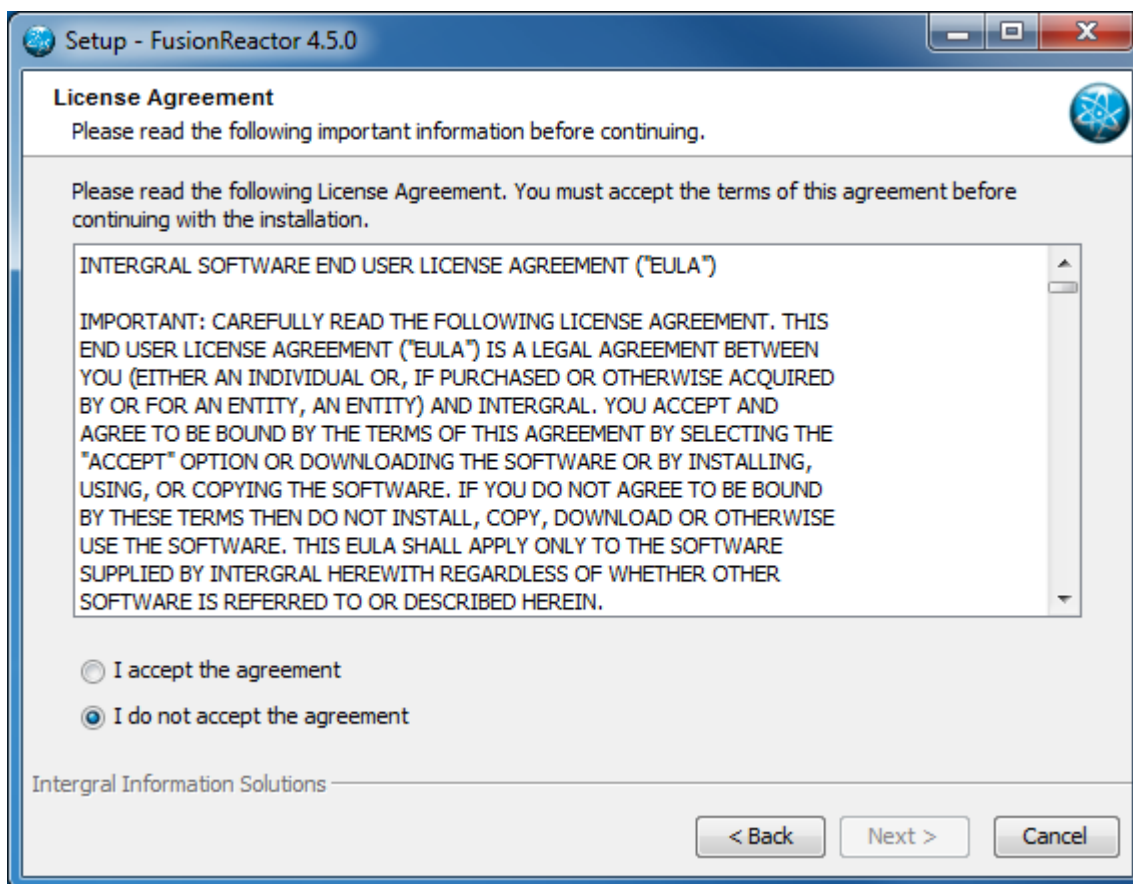 Setup - FusionReactor 4.5.0
License Agreement
Please read the following important information before continuing.
Please read the following License Agreement. You must accept the terms of this agreement before
continuing with the installation.
INTERGRAL SOFTWARE END USER LICENSE AGREEMENT ("EULA")
IMPORTANT: CAREFULLY READ THE FOLLOWING LICENSE AGREEMENT. THIS
END USER LICENSE AGREEMENT ("EULA") IS A LEGAL AGREEMENT BETWEEN
YOU (EITHER AN INDIVIDUAL OR, IF PURCHASED OR OTHERWISE ACQUIRED
BY OR FOR AN ENTITY, AN ENTITY) AND INTERGRAL. YOU ACCEPT AND
AGREE TO BE BOUND BY THE TERMS OF THIS AGREEMENT BY SELECTING THE
"ACCEPT" OPTION OR DOWNLOADING THE SOFTWARE OR BY INSTALLING,
USING, OR COPYING THE SOFTWARE. IF YOU DO NOT AGREE TO BE BOUND
BY THESE TERMS THEN DO NOT INSTALL, COPY, DOWNLOAD OR OTHERWISE
USE THE SOFTWARE. THIS EULA SHALL APPLY ONLY TO THE SOFTWARE
SUPPLIED BY INTERGRAL HEREWITH REGARDLESS OF WHETHER OTHER
SOFTWARE IS REFERRED TO OR DESCRIBED HEREIN.
I accept the agreement
I do not accept the agreement
Intergral Information Solutions
< Back Next > Cancel